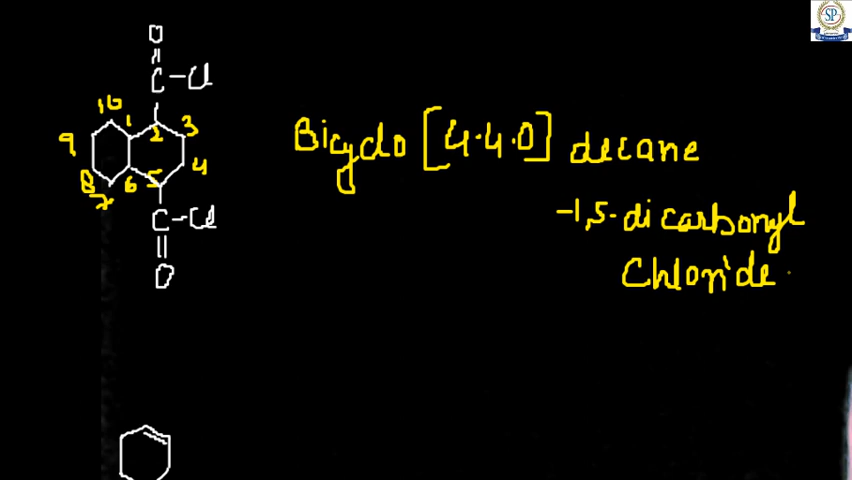 O
C-Cl
10
1
2
3
9
4
8
7
6
5
Bicyclo [4.4.0] decane
-1,5-dicarbonyl
Chloride
C-Cl
O
SP